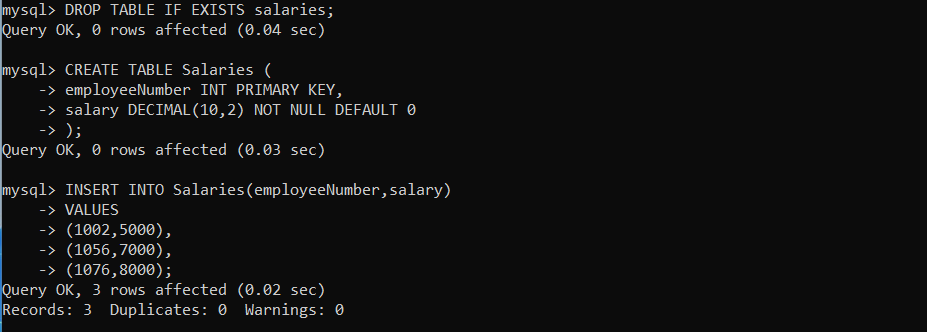 mysql> DROP TABLE IF EXISTS salaries;
Query OK, 0 rows affected (0.04 sec)
mysql> CREATE TABLE Salaries (
    -> employeeNumber INT PRIMARY KEY,
    -> salary DECIMAL(10,2) NOT NULL DEFAULT 0
    -> );
Query OK, 0 rows affected (0.03 sec)
mysql> INSERT INTO Salaries(employeeNumber,salary)
    -> VALUES
    -> (1002,5000),
    -> (1056,7000),
    -> (1076,8000);
Query OK, 3 rows affected (0.02 sec)
Records: 3  Duplicates: 0  Warnings: 0